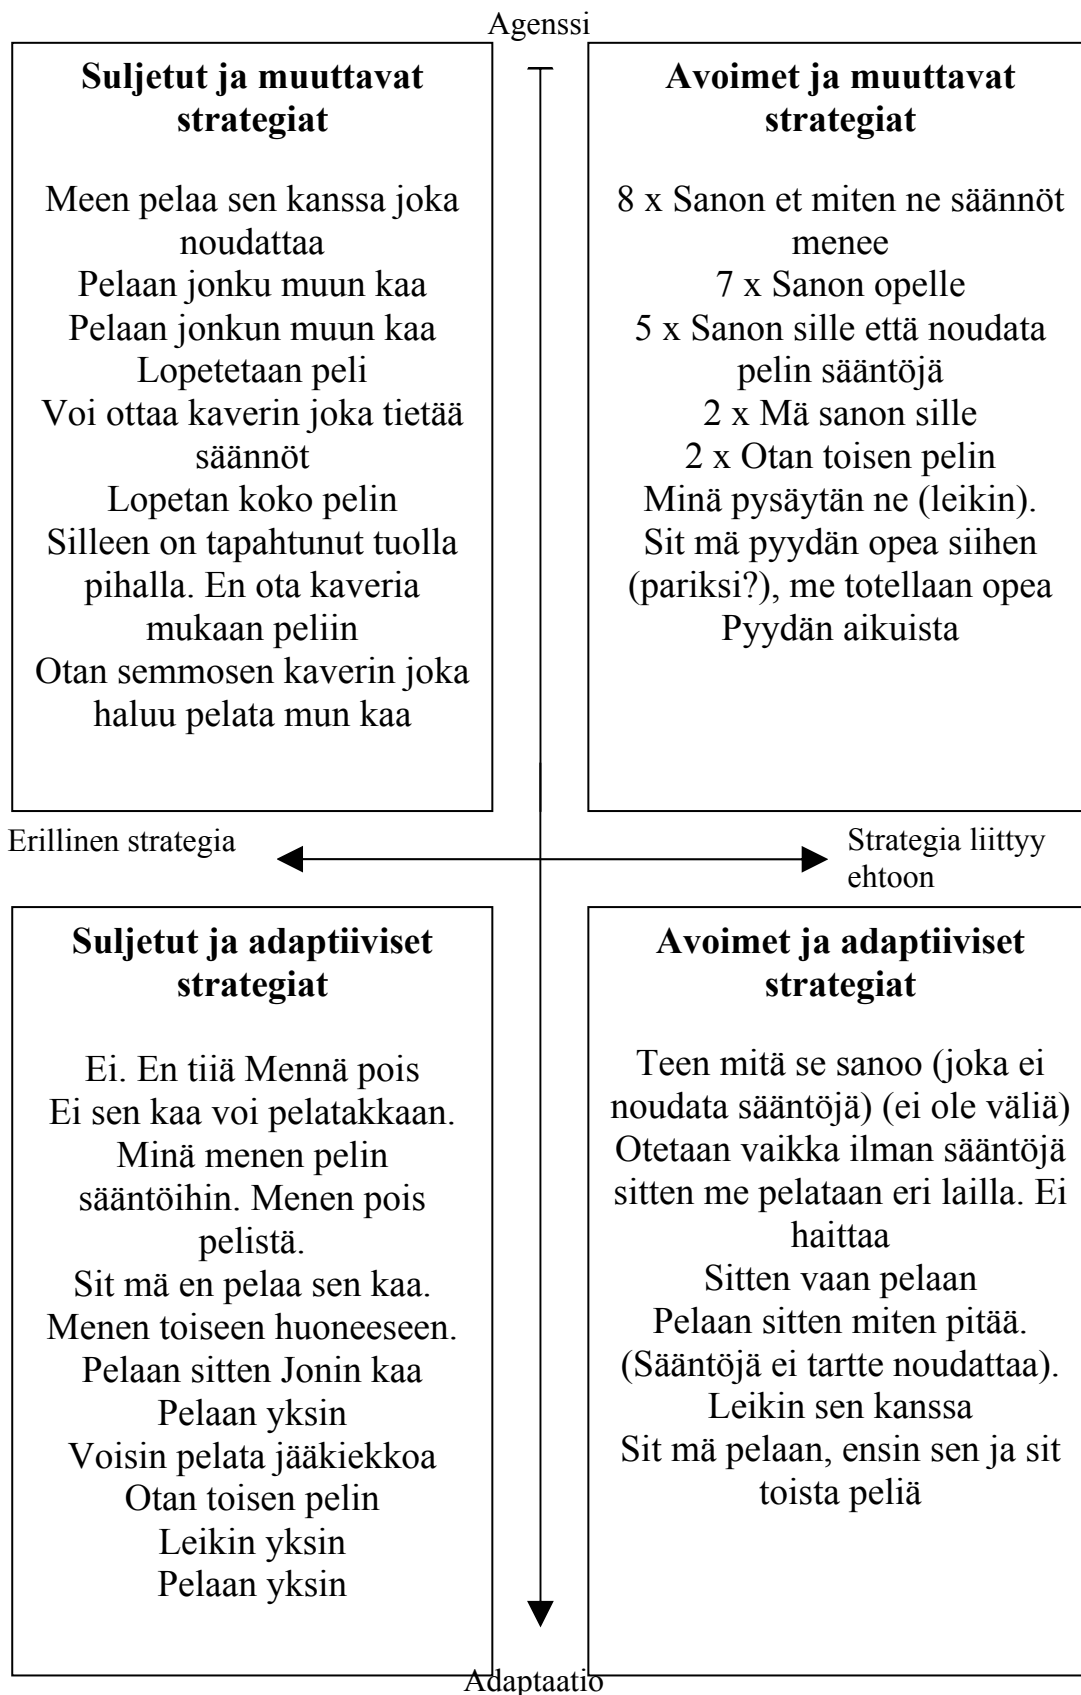 Agenssi
Suljetut ja muuttavat
strategiat
Meen pelaa sen kanssa joka
noudattaa
Pelaan jonku muun kaa
Pelaan jonkun muun kaa
Lopetetaan peli
Voi ottaa kaverin joka tietää
säännöt
Lopetan koko pelin
Silleen on tapahtunut tuolla
pihalla. En ota kaveria
mukaan peliin
Otan semmosen kaverin joka
haluu pelata mun kaa
Avoimet ja muuttavat
strategiat
8 x Sanon et miten ne säännöt
menee
7 x Sanon opelle
5 x Sanon sille että noudata
pelin sääntöjä
2 x Mä sanon sille
2 x Otan toisen pelin
Minä pysäytän ne (leikin).
Sit mä pyydän opea siihen
(pariksi?), me totellaan opea
Pyydän aikuista
Erillinen strategia
Strategia liittyy
ehtoon
Suljetut ja adaptiiviset
strategiat
Ei. En tiiä Mennä pois
Ei sen kaa voi pelatakkaan.
Minä menen pelin
sääntöihin. Menen pois
pelistä.
Sit mä en pelaa sen kaa.
Menen toiseen huoneeseen.
Pelaan sitten Jonin kaa
Pelaan yksin
Voisin pelata jääkiekkoa
Otan toisen pelin
Leikin yksin
Pelaan yksin
Avoimet ja adaptiiviset
strategiat
Teen mitä se sanoo (joka ei
noudata sääntöjä) (ei ole väliä)
Otetaan vaikka ilman sääntöjä
sitten me pelataan eri lailla. Ei
haittaa
Sitten vaan pelaan
Pelaan sitten miten pitää.
(Sääntöjä ei tartte noudattaa).
Leikin sen kanssa
Sit mä pelaan, ensin sen ja sit
toista peliä
Adaptaatio